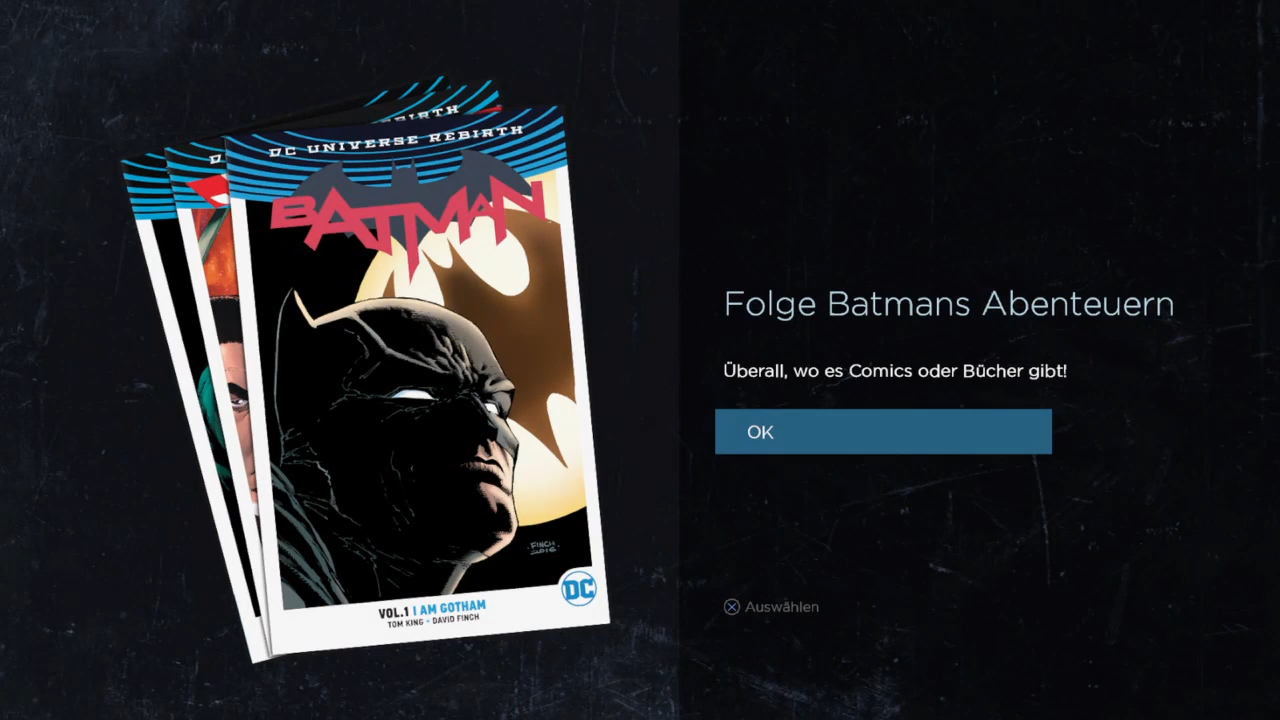 EBIRTH
D
DC UNIVERSE REBIRTH
BATMAN
FINCH
2016
DC
VOL.1 I AM GOTHAM
TOM KING • DAVID FINCH
Folge Batmans Abenteuern
Überall, wo es Comics oder Bücher gibt!
OK
Auswählen